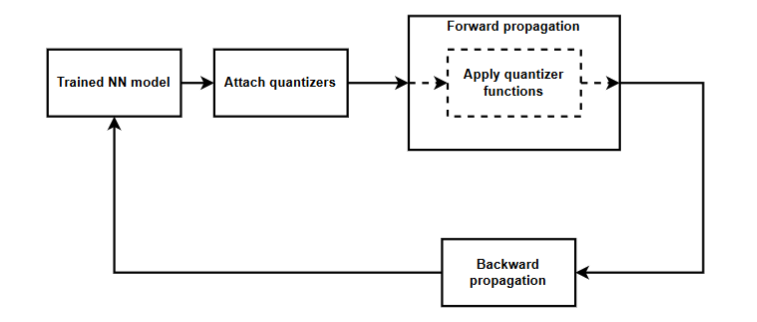 Forward propagation
Trained NN model
Attach quantizers
Apply quantizer
functions
Backward
propagation